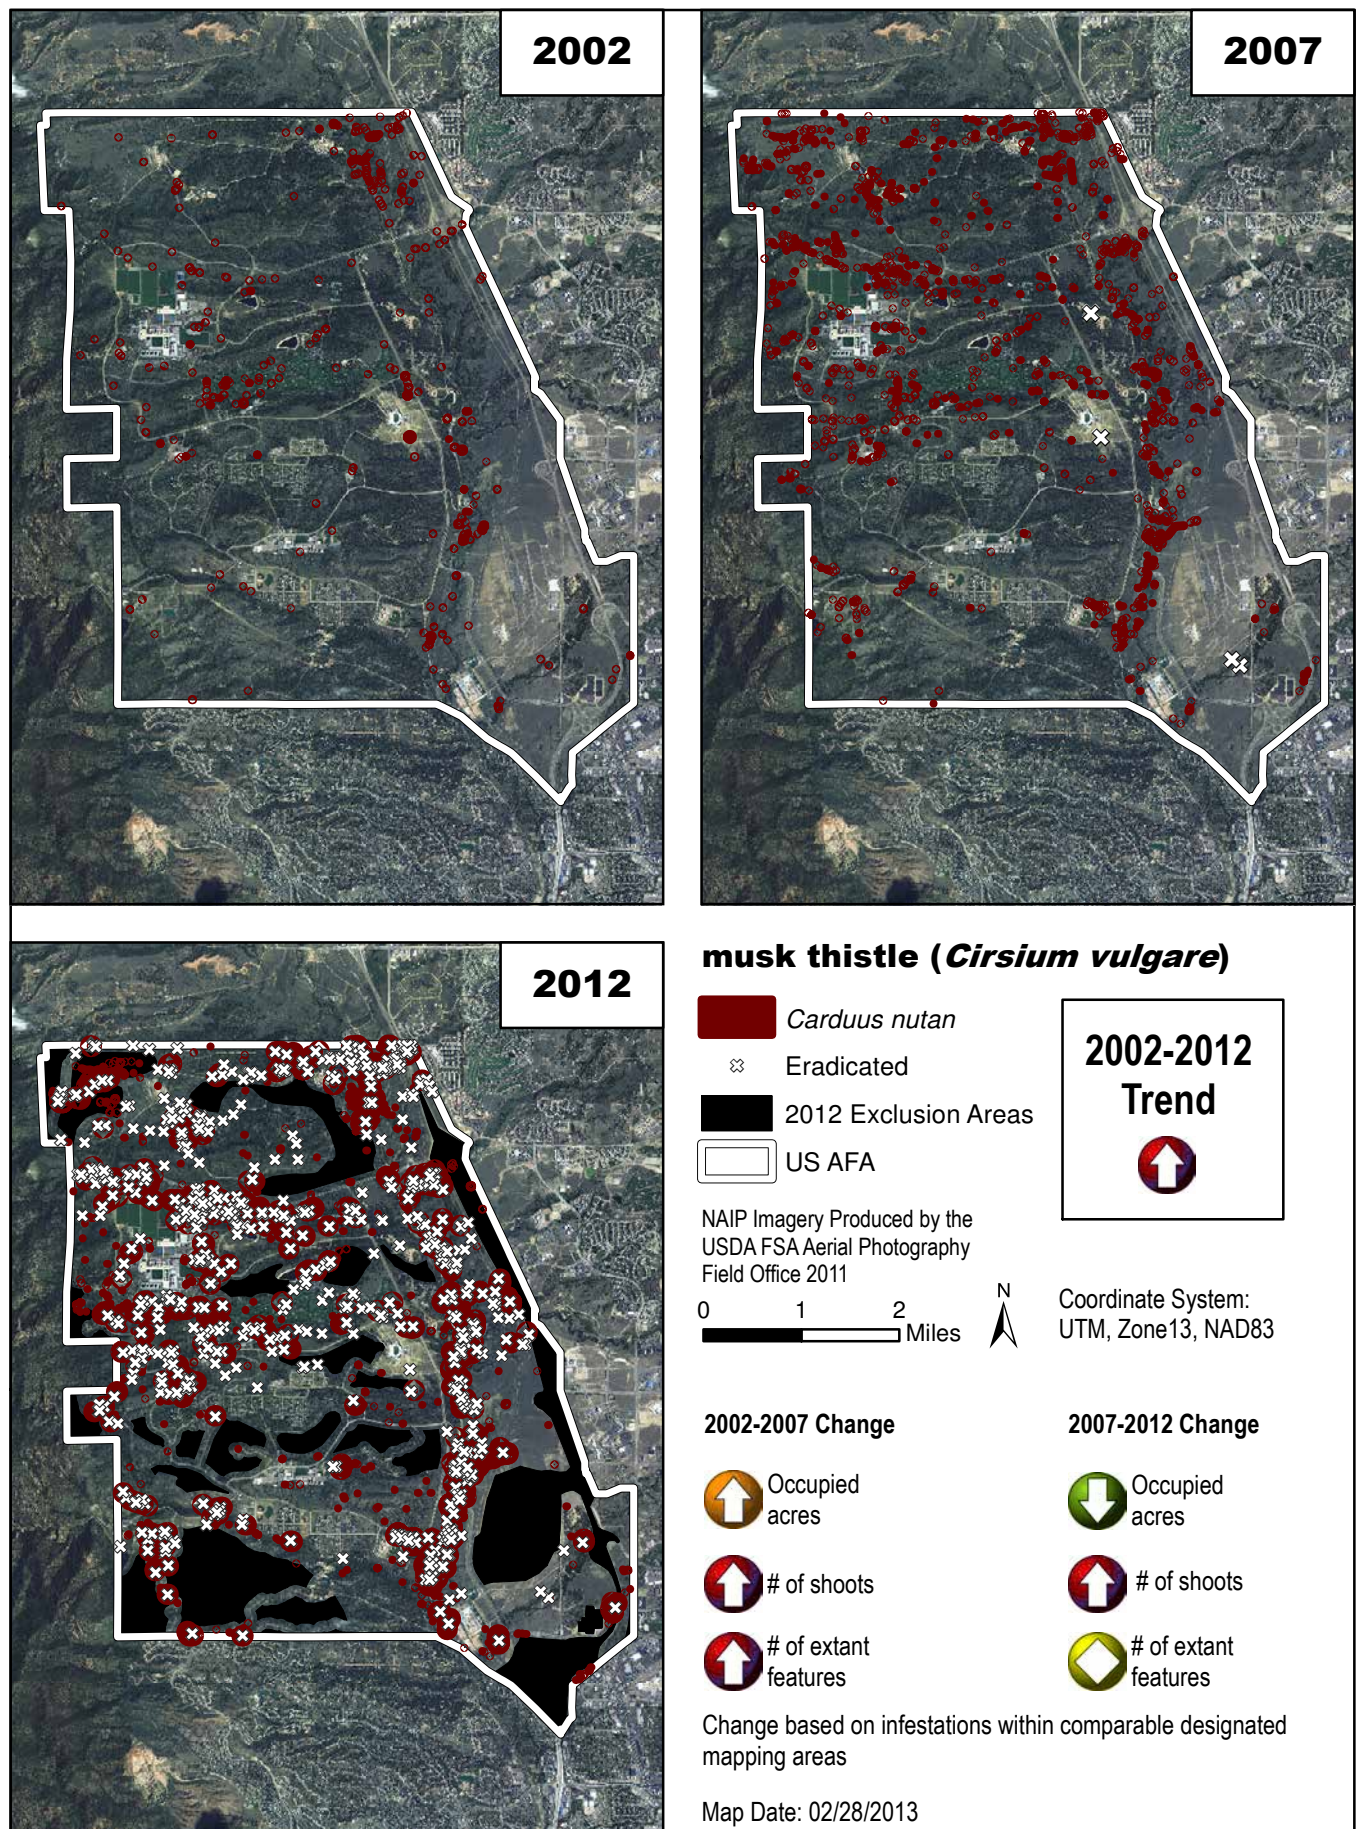 2002
2007
2012
musk thistle (Cirsium vulgare)
Carduus nutan
Eradicated
2012 Exclusion Areas
US AFA
2002-2012
Trend
NAIP Imagery Produced by the
USDA FSA Aerial Photography
Field Office 2011
0 1 2
Miles
N
Coordinate System:
UTM, Zone13, NAD83
2002-2007 Change
Occupied
acres
# of shoots
# of extant
features
2007-2012 Change
Occupied
acres
# of shoots
# of extant
features
Change based on infestations within comparable designated
mapping areas
Map Date: 02/28/2013